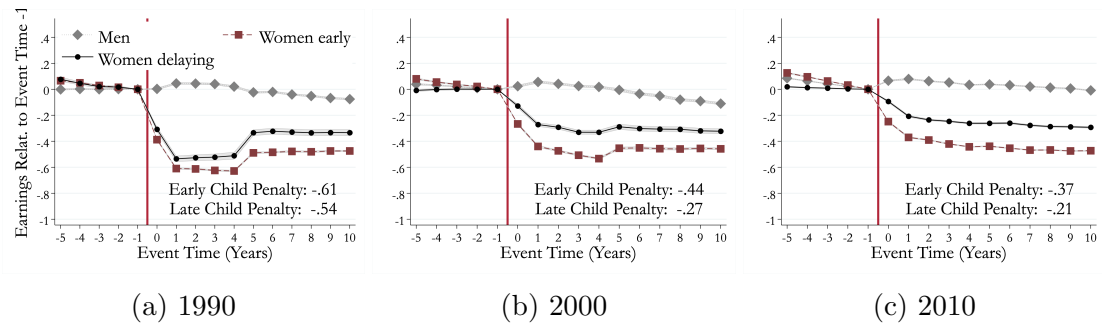 Earnings Relat. to Event Time -1
.4
.2
0
-.2
-.4
-.6
-.8
-1
Men
Women early
Women delaying
Early Child Penalty: -.61
Late Child Penalty: -.54
-5 -4 -3 -2 -1 0 1 2 3 4 5 6 7 8 9 10
Event Time (Years)
(a) 1990
.4
.2
0
-.2
-.4
-.6
-.8
-1
Early Child Penalty: -.44
Late Child Penalty: -.27
-5 -4 -3 -2 -1 0 1 2 3 4 5 6 7 8 9 10
Event Time (Years)
(b) 2000
.4
.2
0
-.2
-.4
-.6
-.8
-1
Early Child Penalty: -.37
Late Child Penalty: -.21
-5 -4 -3 -2 -1 0 1 2 3 4 5 6 7 8 9 10
Event Time (Years)
(c) 2010